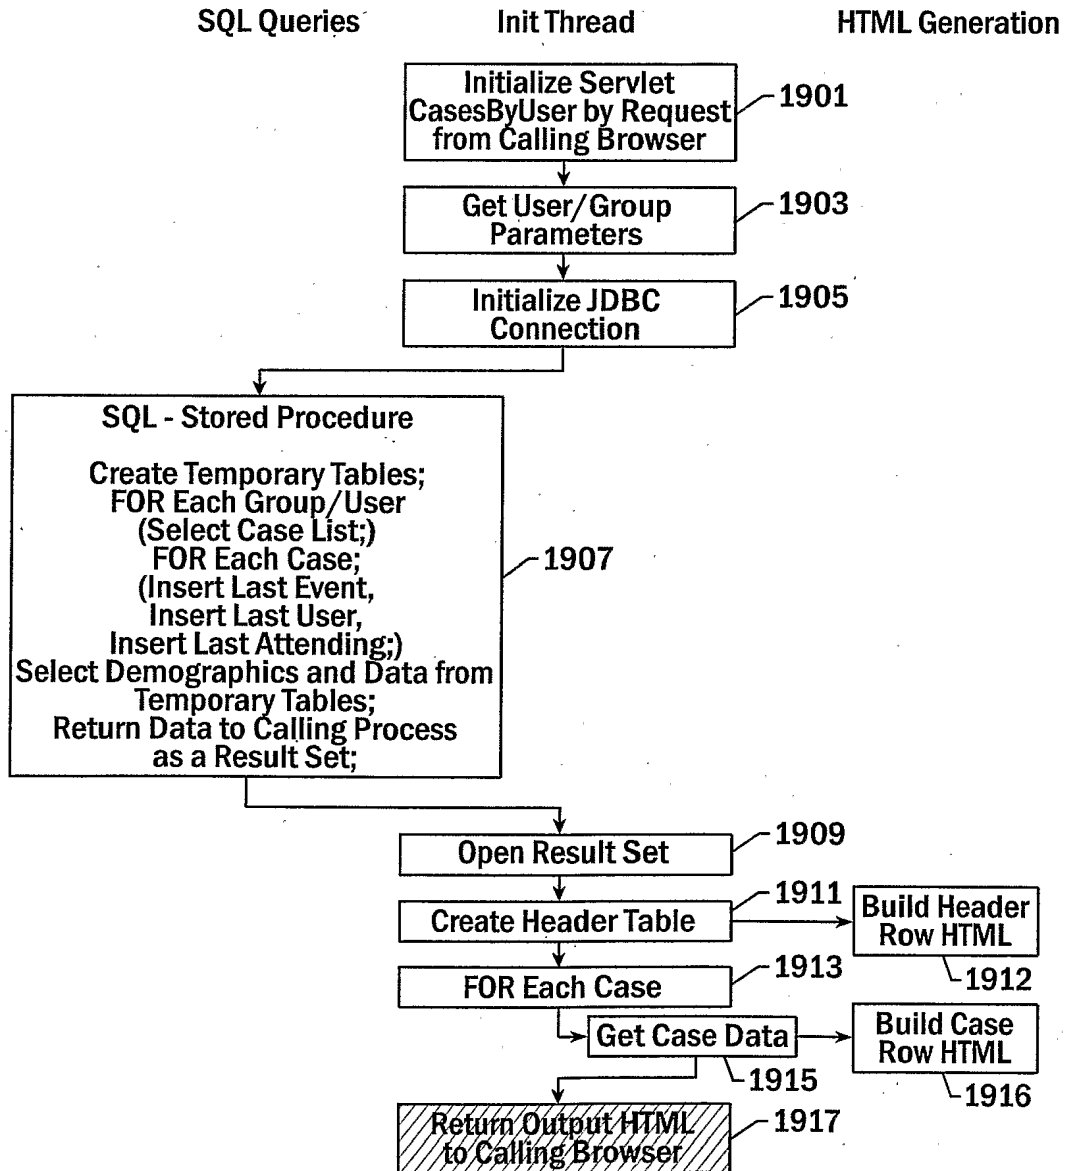 SQL Queries
Init Thread
HTML Generation
Initialize Servlet
CasesByUser by Request
from Calling Browser
1901
Get User/Group
Parameters
1903
Initialize JDBC
Connection
1905
SQL - Stored Procedure
Create Temporary Tables;
FOR Each Group/User
(Select Case List;)
FOR Each Case;
(Insert Last Event,
Insert Last User,
Insert Last Attending;)
Select Demographics and Data from
Temporary Tables;
Return Data to Calling Process
as a Result Set;
1907
Open Result Set
1909
Create Header Table
1911
Build Header
Row HTML
1912
FOR Each Case
1913
Get Case Data
1915
Build Case
Row HTML
1916
Return Output HTML
to Calling Browser
1917